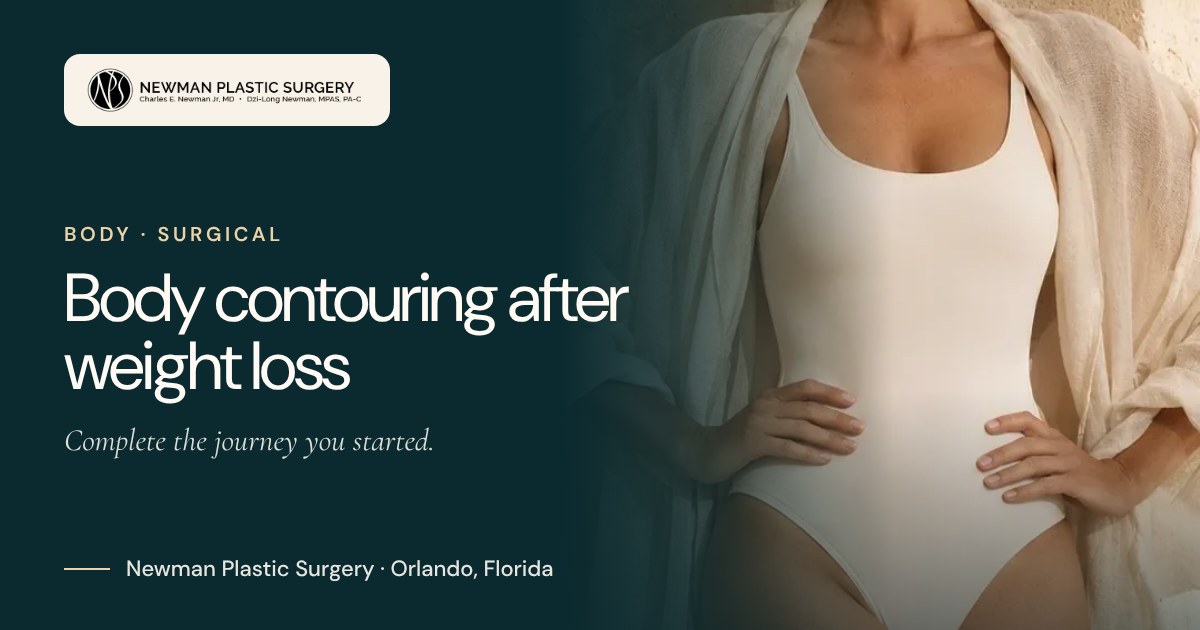 NPS
NEWMAN PLASTIC SURGERY
Charles E. Newman Jr, MD • Dzi-Long Newman, MPAS, PA-C
BODY · SURGICAL
Body contouring after
weight loss
Complete the journey you started.
Newman Plastic Surgery · Orlando, Florida